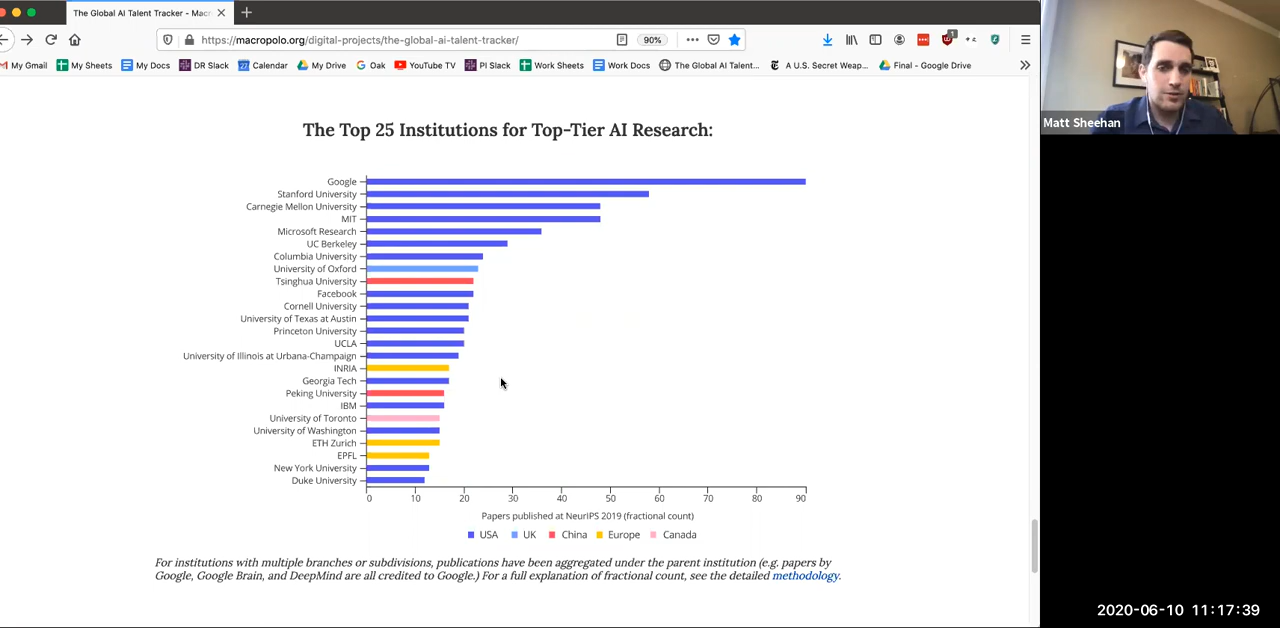 The Global AI Talent Tracker - Mac
https://macropolo.org/digital-projects/the-global-ai-talent-tracker/
90%
1
My Gmail
My Sheets
My Docs
DR Slack
27
Calendar
My Drive
Oak
YouTube TV
PI Slack
Work Sheets
Work Docs
The Global AI Talent...
A U.S. Secret Weap...
Final - Google Drive
Matt Sheehan
The Top 25 Institutions for Top-Tier AI Research:
Google
Stanford University
Carnegie Mellon University
MIT
Microsoft Research
UC Berkeley
Columbia University
University of Oxford
Tsinghua University
Facebook
Cornell University
University of Texas at Austin
Princeton University
UCLA
University of Illinois at Urbana-Champaign
INRIA
Georgia Tech
Peking University
IBM
University of Toronto
University of Washington
ETH Zurich
EPFL
New York University
Duke University
0 10 20 30 40 50 60 70 80 90
Papers published at NeurIPS 2019 (fractional count)
USA UK China Europe Canada
For institutions with multiple branches or subdivisions, publications have been aggregated under the parent institution (e.g. papers by
Google, Google Brain, and DeepMind are all credited to Google.) For a full explanation of fractional count, see the detailed methodology.
2020-06-10 11:17:39